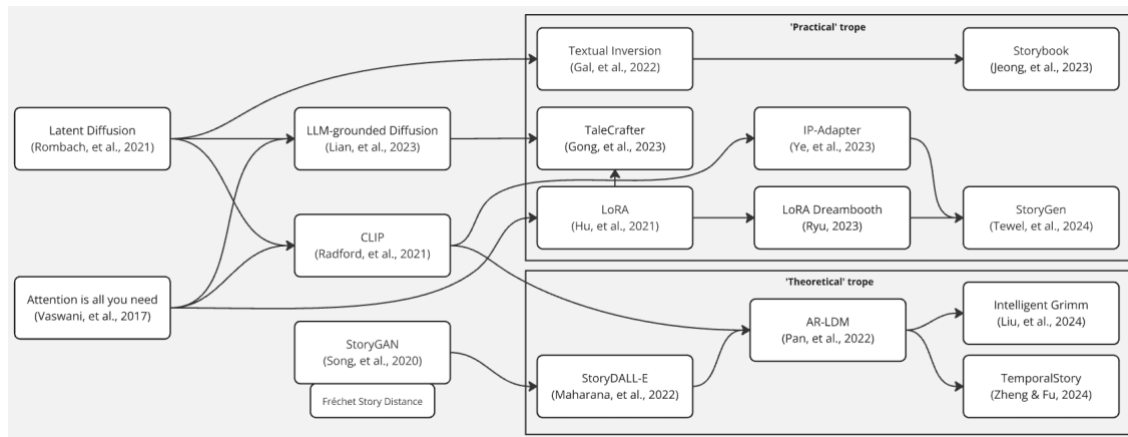 'Practical' trope
Textual Inversion
(Gal, et al., 2022)
Storybook
(Jeong, et al., 2023)
Latent Diffusion
(Rombach, et al., 2021)
LLM-grounded Diffusion
(Lian, et al., 2023)
TaleCrafter
(Gong, et al., 2023)
IP-Adapter
(Ye, et al., 2023)
LoRA
(Hu, et al., 2021)
LoRA Dreambooth
(Ryu, 2023)
StoryGen
(Tewel, et al., 2024)
CLIP
(Radford, et al., 2021)
Attention is all you need
(Vaswani, et al., 2017)
'Theoretical' trope
AR-LDM
(Pan, et al., 2022)
Intelligent Grimm
(Liu, et al., 2024)
StoryGAN
(Song, et al., 2020)
Fréchet Story Distance
StoryDALL-E
(Maharana, et al., 2022)
TemporalStory
(Zheng & Fu, 2024)